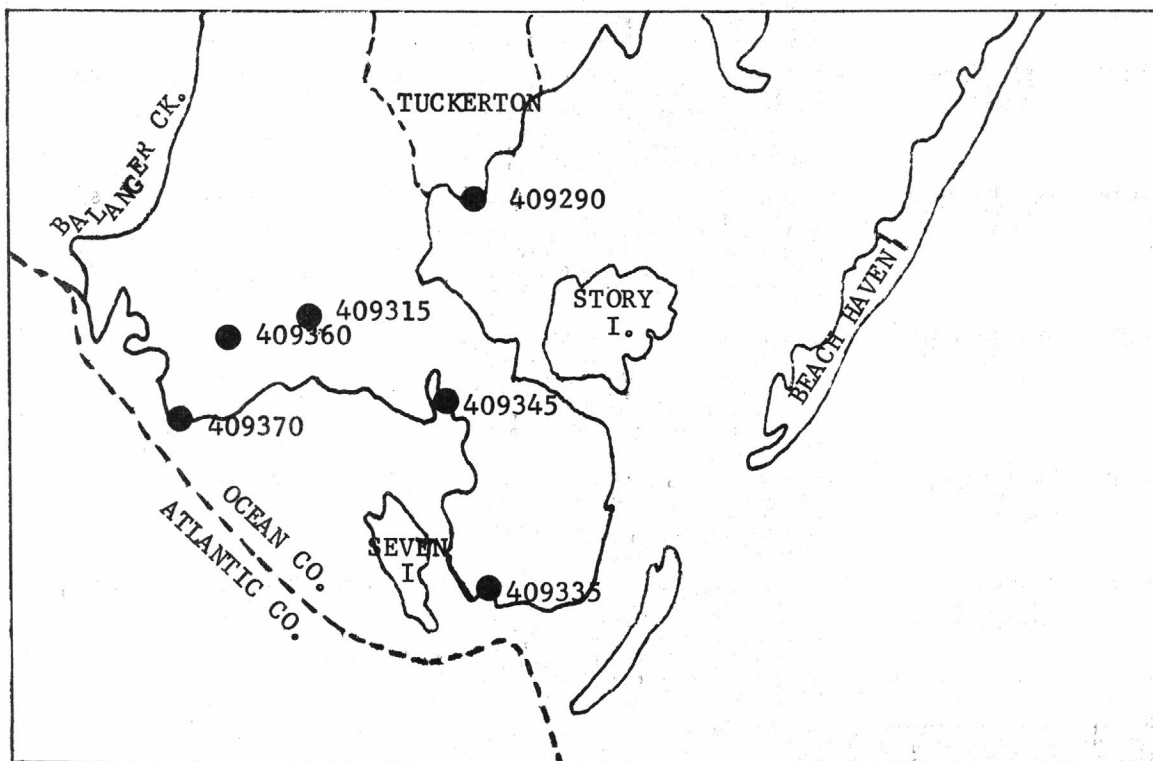 BALANGER CK.
TUCKERTON
409290
STORY
I.
BEACH HAVEN
409315
409360
409345
409370
OCEAN CO.
ATLANTIC CO.
SEVEN
I
409335